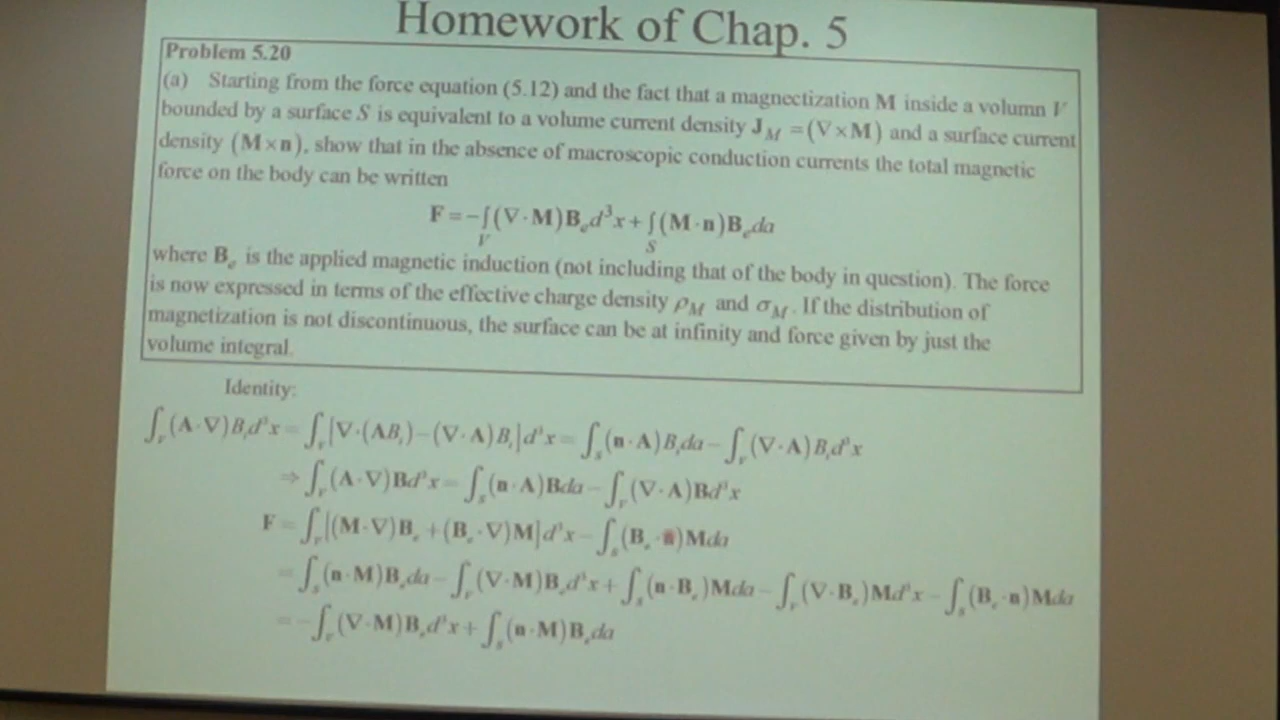 Homework of Chap. 5
Problem 5.20
(a) Starting from the force equation (5.12) and the fact that a magnectization M inside a volumn V
bounded by a surface S is equivalent to a volume current density J_M = (∇×M) and a surface current
density (M×n), show that in the absence of macroscopic conduction currents the total magnetic
force on the body can be written
F = -∫_V (∇·M)B_e d³x + ∫_S (M·n)B_e da
where B_e is the applied magnetic induction (not including that of the body in question). The force
is now expressed in terms of the effective charge density ρ_M and σ_M. If the distribution of
magnetization is not discontinuous, the surface can be at infinity and force given by just the
volume integral.
Identity:
∫_v (A·∇)B_i d³x = ∫_v [∇·(AB_i) - (∇·A)B_i] d³x = ∫_s (n·A)B_i da - ∫_v (∇·A)B_i d³x
⇒ ∫_v (A·∇)B d³x = ∫_s (n·A)B da - ∫_v (∇·A)B d³x
F = ∫_v [(M·∇)B_e + (B_e·∇)M] d³x - ∫_s (B_e·n)M da
= ∫_s (n·M)B_e da - ∫_v (∇·M)B_e d³x + ∫_s (n·B_e)M da - ∫_v (∇·B_e)M d³x - ∫_s (B_e·n)M da
= -∫_v (∇·M)B_e d³x + ∫_s (n·M)B_e da